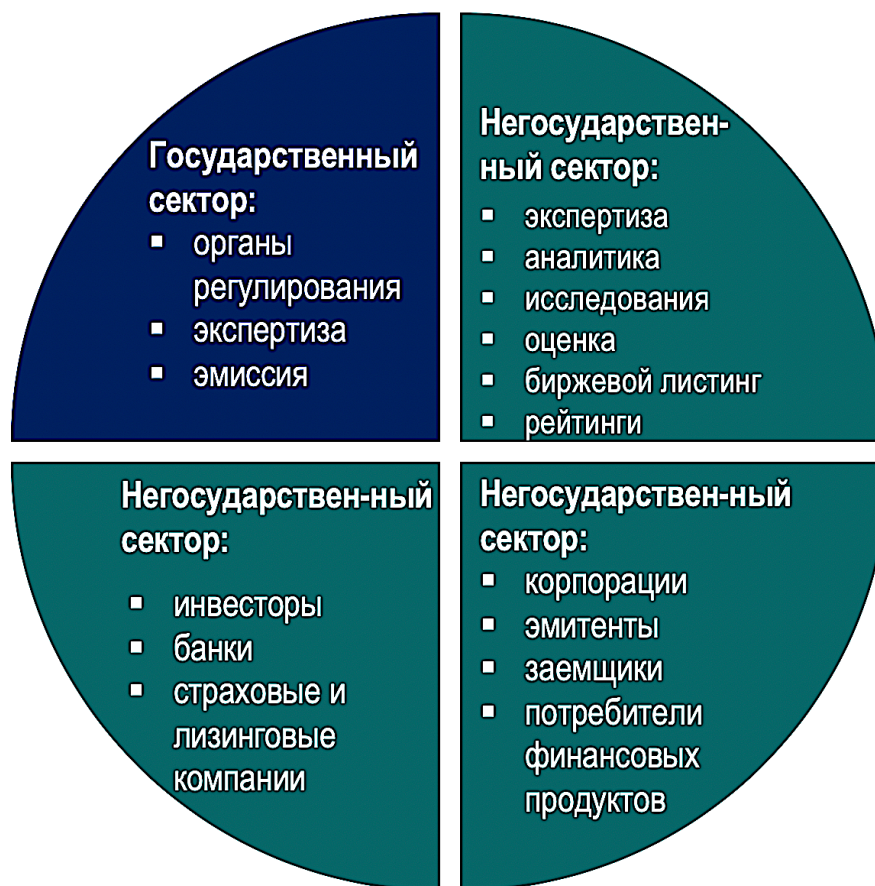 Государственный
сектор:
▪ органы
регулирования
▪ экспертиза
▪ эмиссия
Негосударствен-
ный сектор:
▪ экспертиза
▪ аналитика
▪ исследования
▪ оценка
▪ биржевой листинг
▪ рейтинги
Негосударствен-ный
сектор:
▪ инвесторы
▪ банки
▪ страховые и
лизинговые
компании
Негосударствен-ный
сектор:
▪ корпорации
▪ эмитенты
▪ заемщики
▪ потребители
финансовых
продуктов